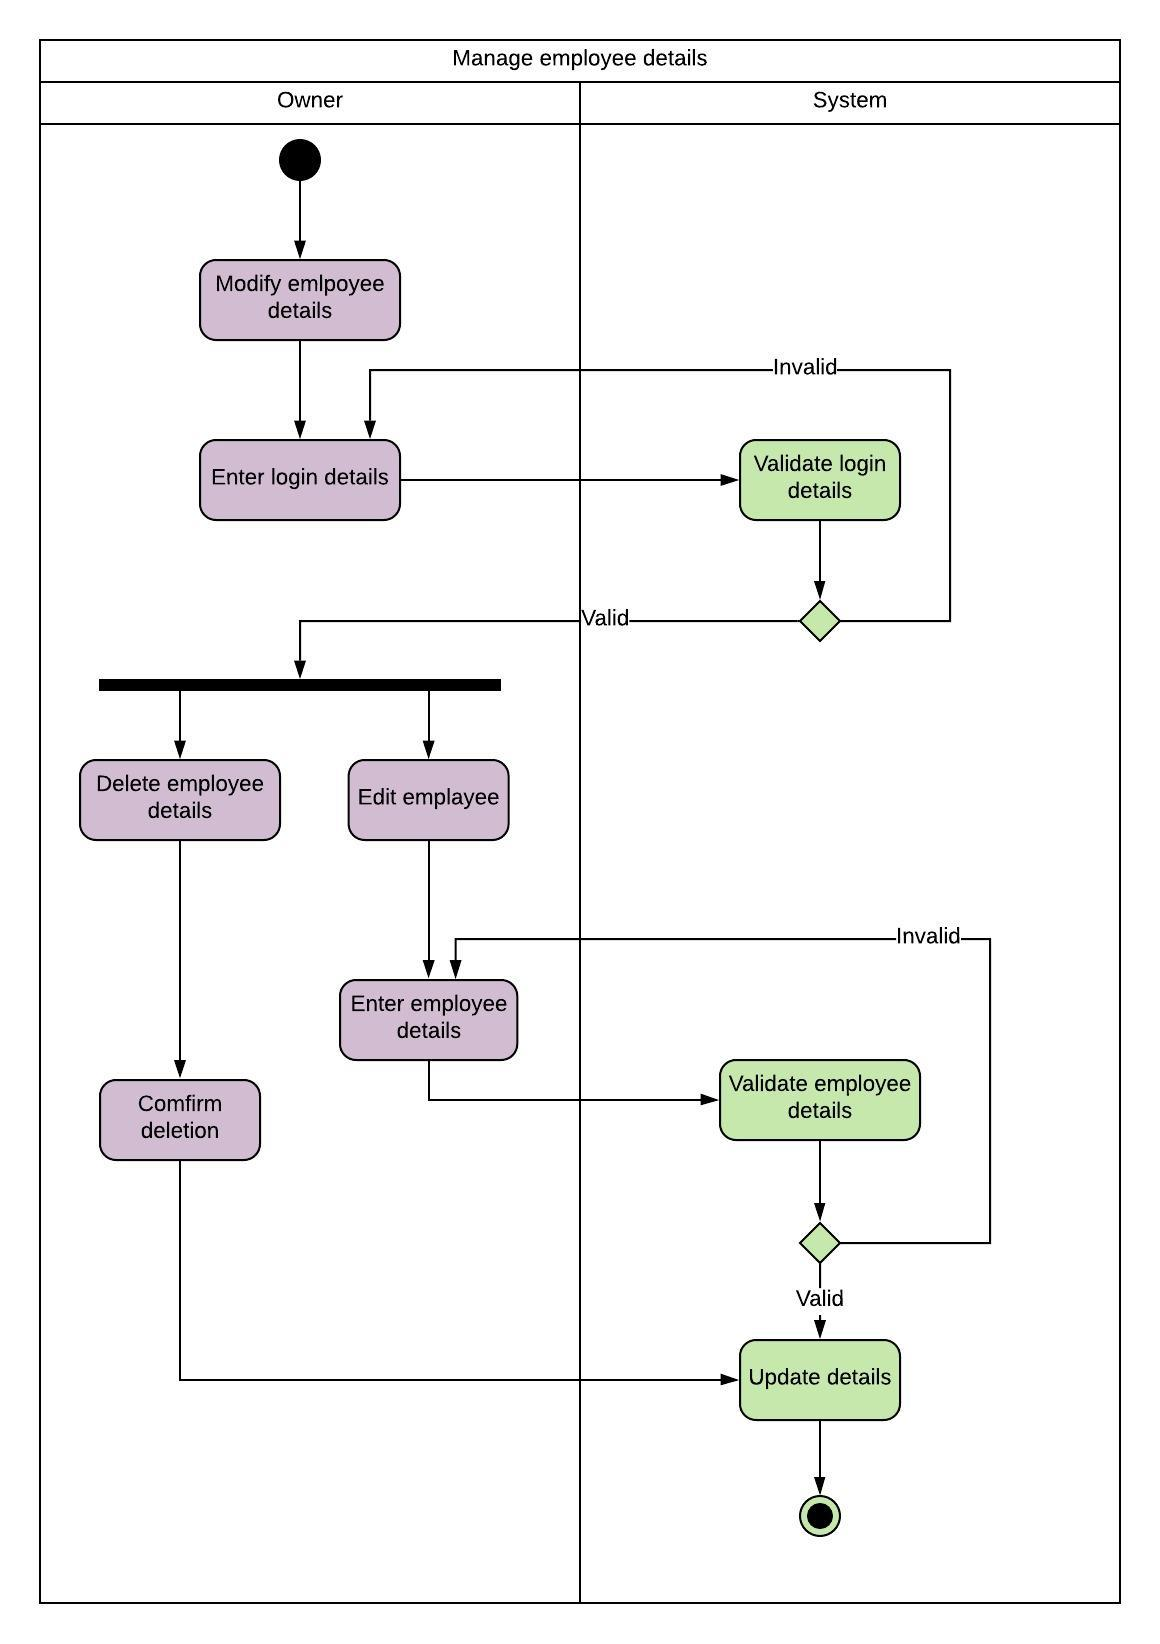 Manage employee details
Owner
System
Modify emlpoyee
details
Invalid
Enter login details
Validate login
details
Valid
Delete employee
details
Edit emplayee
Invalid
Enter employee
details
Validate employee
details
Comfirm
deletion
Valid
Update details